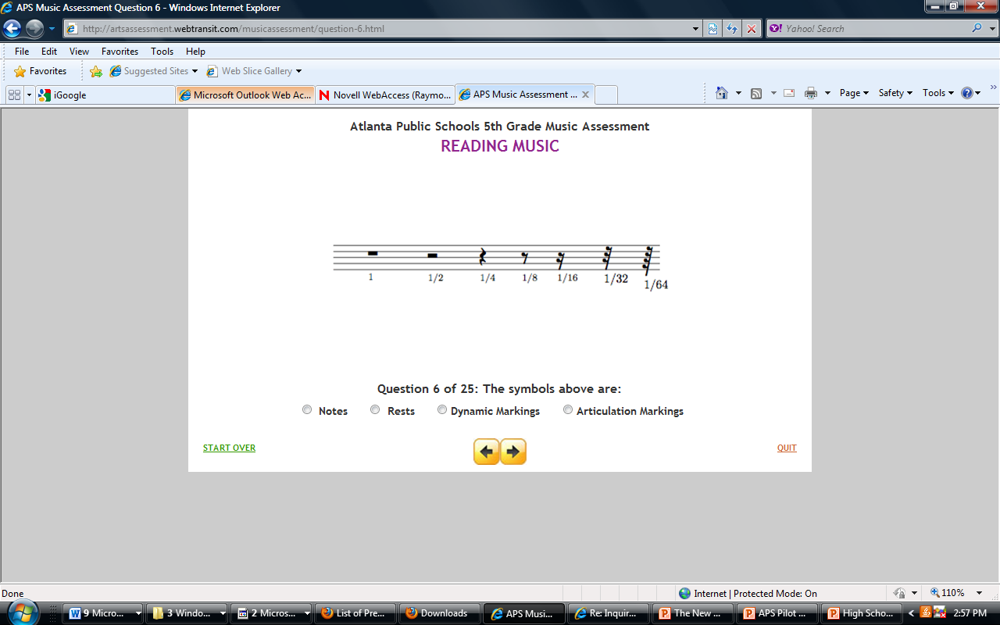 APS Music Assessment Question 6 - Windows Internet Explorer
http://artsassessment.webtransit.com/musicassessment/question-6.html
Yahoo! Search
File Edit View Favorites Tools Help
Favorites Suggested Sites Web Slice Gallery
iGoogle Microsoft Outlook Web Ac... Novell WebAccess (Raymo... APS Music Assessment ... Page Safety Tools
Atlanta Public Schools 5th Grade Music Assessment
READING MUSIC
1 1/2 1/4 1/8 1/16 1/32 1/64
Question 6 of 25: The symbols above are:
Notes Rests Dynamic Markings Articulation Markings
START OVER QUIT
Done Internet | Protected Mode: On 110%
9 Micro... 3 Windo... 2 Micros... List of Pre... Downloads APS Musi... Re: Inquir... The New ... APS Pilot ... High Scho... 2:57 PM